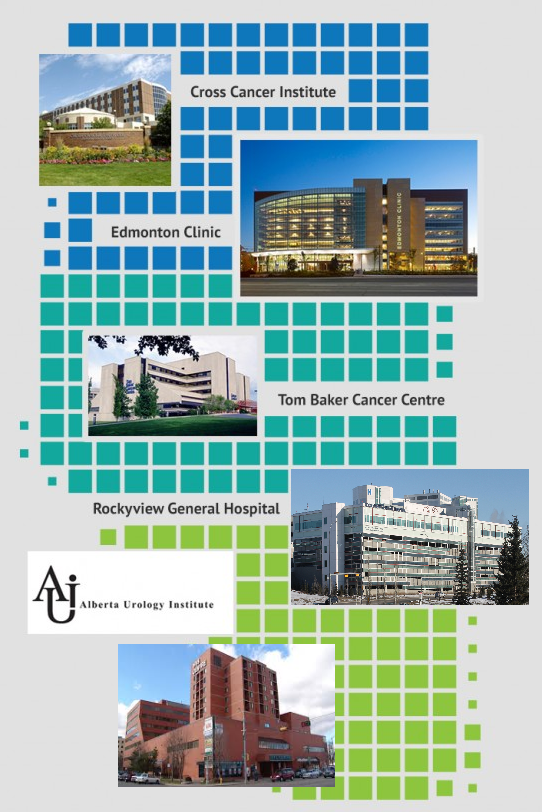 Cross Cancer Institute
EDMONTON CLINIC
Edmonton Clinic
Tom Baker Cancer Centre
Rockyview General Hospital
AUI
Alberta Urology Institute